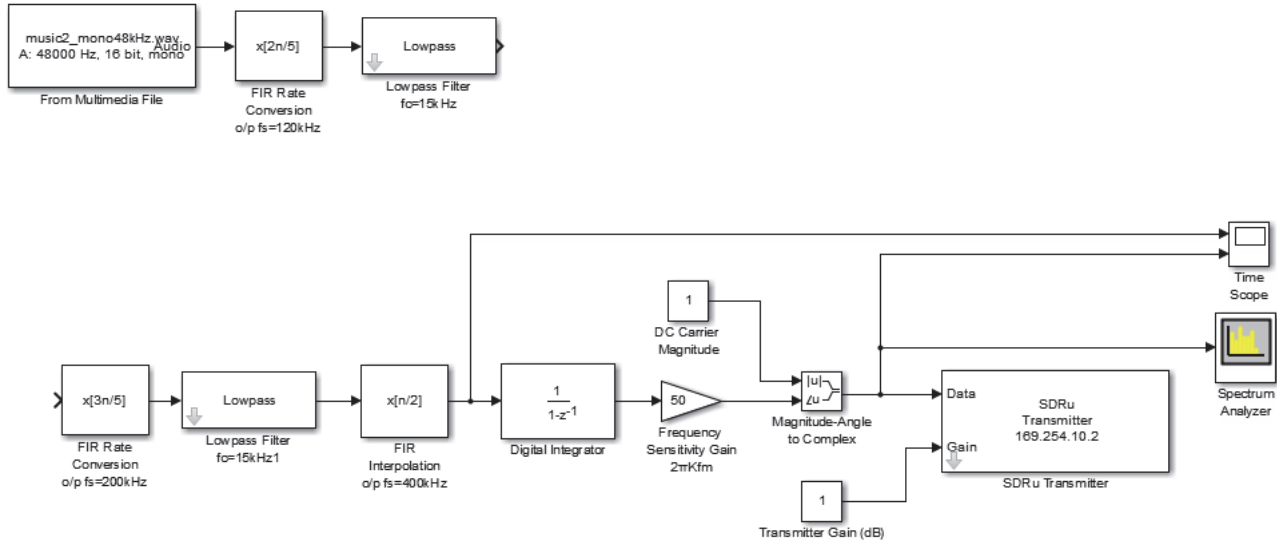 music2_mono48kHz.wav
Audio
A: 48000 Hz, 16 bit, mono
From Multimedia File
x[2n/5]
FIR Rate
Conversion
o/p fs=120kHz
Lowpass
Lowpass Filter
fc=15kHz
x[3n/5]
FIR Rate
Conversion
o/p fs=200kHz
Lowpass
Lowpass Filter
fc=15kHz1
x[n/2]
FIR
Interpolation
o/p fs=400kHz
1
1-z-1
Digital Integrator
50
Frequency
Sensitivity Gain
2πKfm
1
DC Carrier
Magnitude
|u|
∠u
Magnitude-Angle
to Complex
1
Transmitter Gain (dB)
Data
Gain
SDRu
Transmitter
169.254.10.2
SDRu Transmitter
Time
Scope
Spectrum
Analyzer